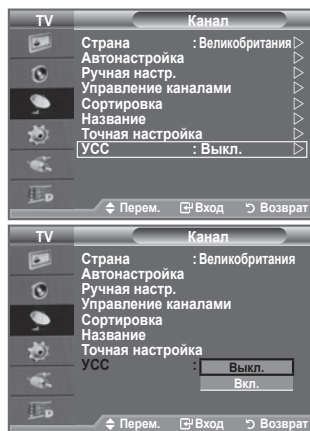 TV Канал
Страна : Великобритания
Автонастройка
Ручная настр.
Управление каналами
Сортировка
Название
Точная настройка
УСС : Выкл.
Перем. Вход Возврат
TV Канал
Страна : Великобритания
Автонастройка
Ручная настр.
Управление каналами
Сортировка
Название
Точная настройка
УСС : Выкл.
Вкл.
Перем. Вход Возврат